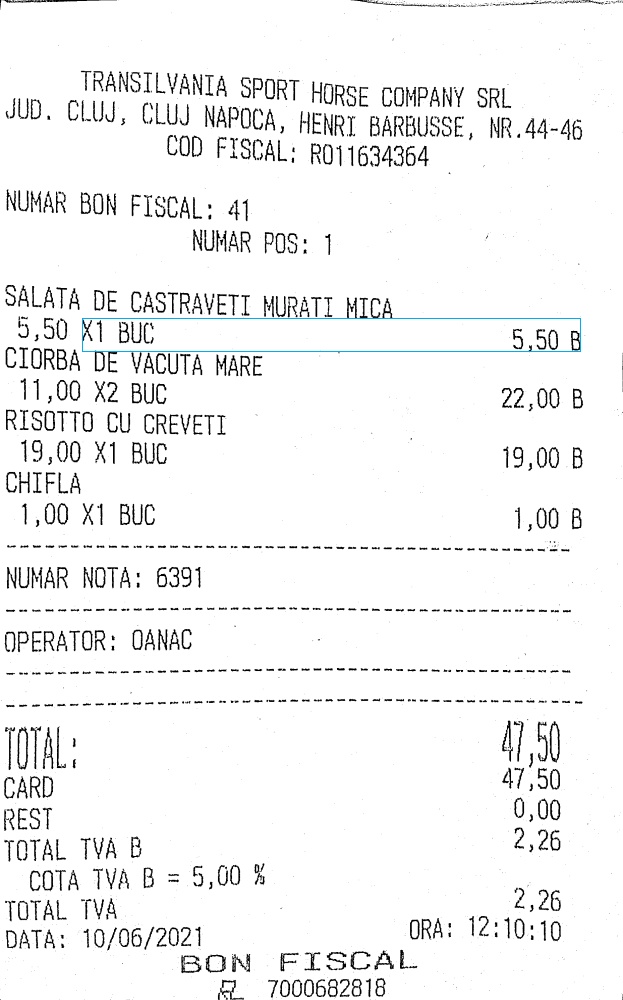 TRANSILVANIA SPORT HORSE COMPANY SRL
JUD. CLUJ, CLUJ NAPOCA, HENRI BARBUSSE, NR.44-46
COD FISCAL: RO11634364
NUMAR BON FISCAL: 41
NUMAR POS: 1
SALATA DE CASTRAVETI MURATI MICA
5,50 X1 BUC 5,50 B
CIORBA DE VACUTA MARE
11,00 X2 BUC 22,00 B
RISOTTO CU CREVETI
19,00 X1 BUC 19,00 B
CHIFLA
1,00 X1 BUC 1,00 B
NUMAR NOTA: 6391
OPERATOR: OANAC
TOTAL: 47,50
CARD 47,50
REST 0,00
TOTAL TVA B 2,26
COTA TVA B = 5,00 %
TOTAL TVA 2,26
DATA: 10/06/2021 ORA: 12:10:10
BON FISCAL
7000682818